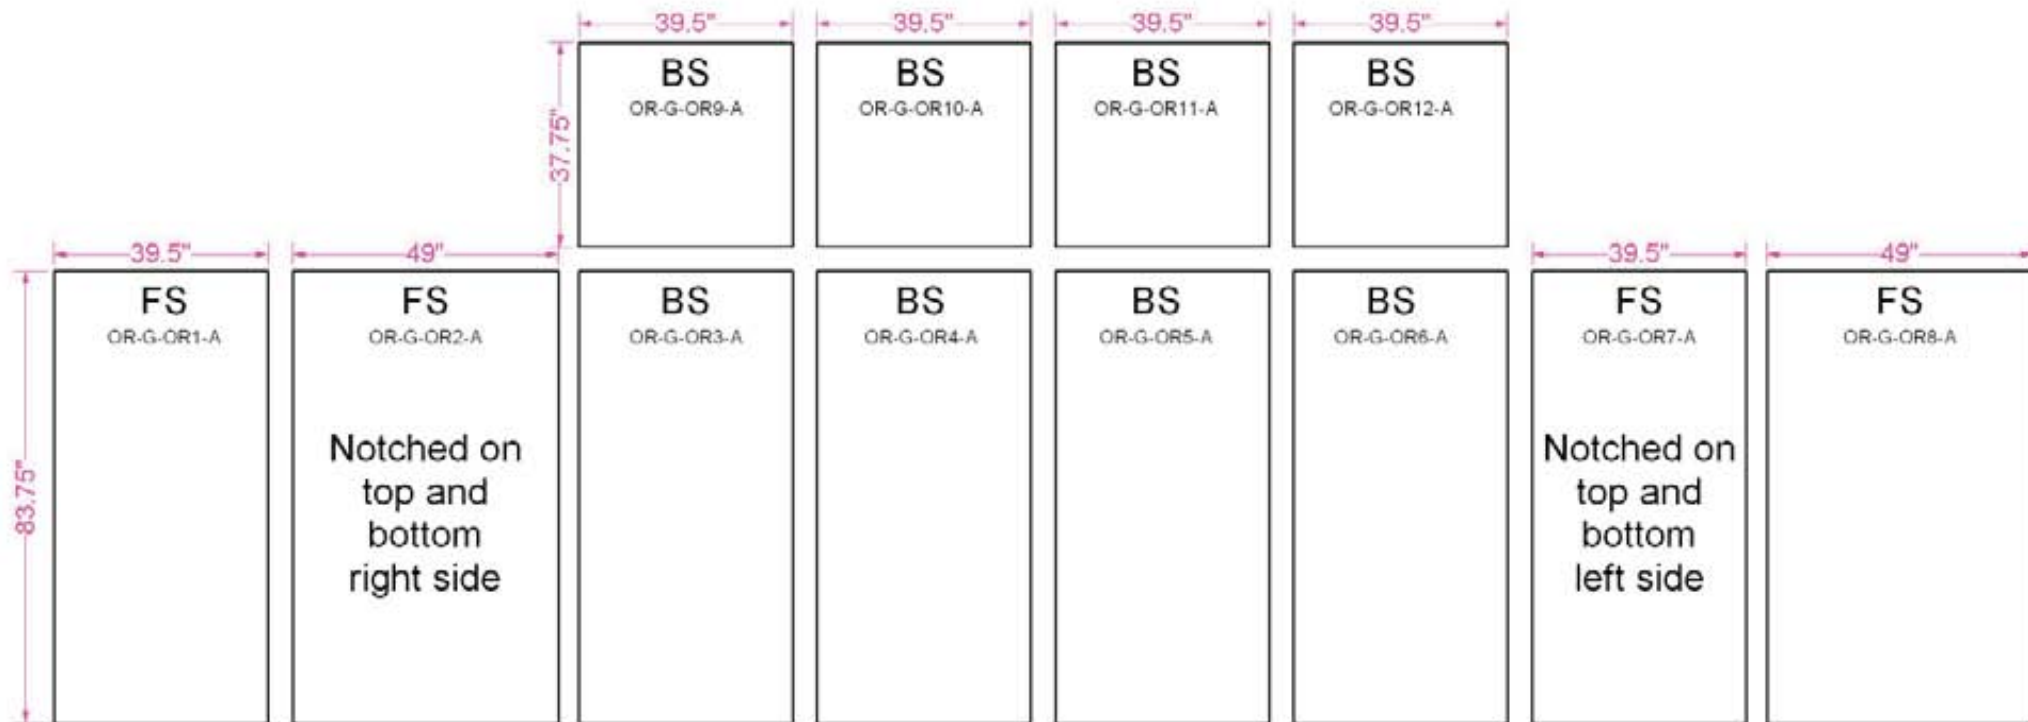 39.5" 39.5" 39.5" 39.5"
37.75"
BS BS BS BS
OR-G-OR9-A OR-G-OR10-A OR-G-OR11-A OR-G-OR12-A
39.5" 49" 39.5" 49"
83.75"
FS FS BS BS BS BS FS FS
OR-G-OR1-A OR-G-OR2-A OR-G-OR3-A OR-G-OR4-A OR-G-OR5-A OR-G-OR6-A OR-G-OR7-A OR-G-OR8-A
Notched on
top and
bottom
right side
Notched on
top and
bottom
left side